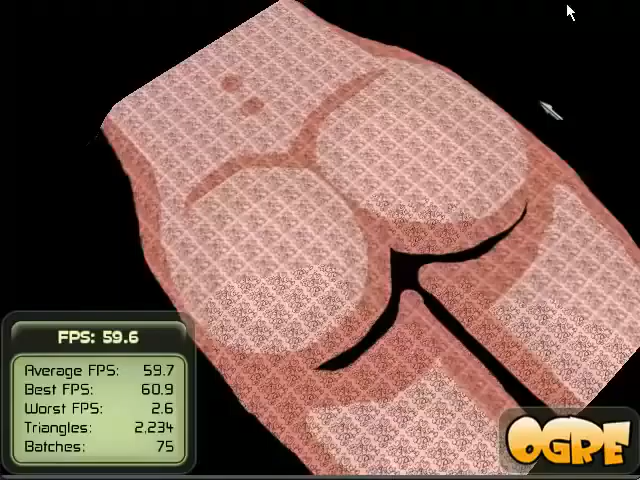 FPS: 59.6
Average FPS: 59.7
Best FPS: 60.9
Worst FPS: 2.6
Triangles: 2,234
Batches: 75
OGRE